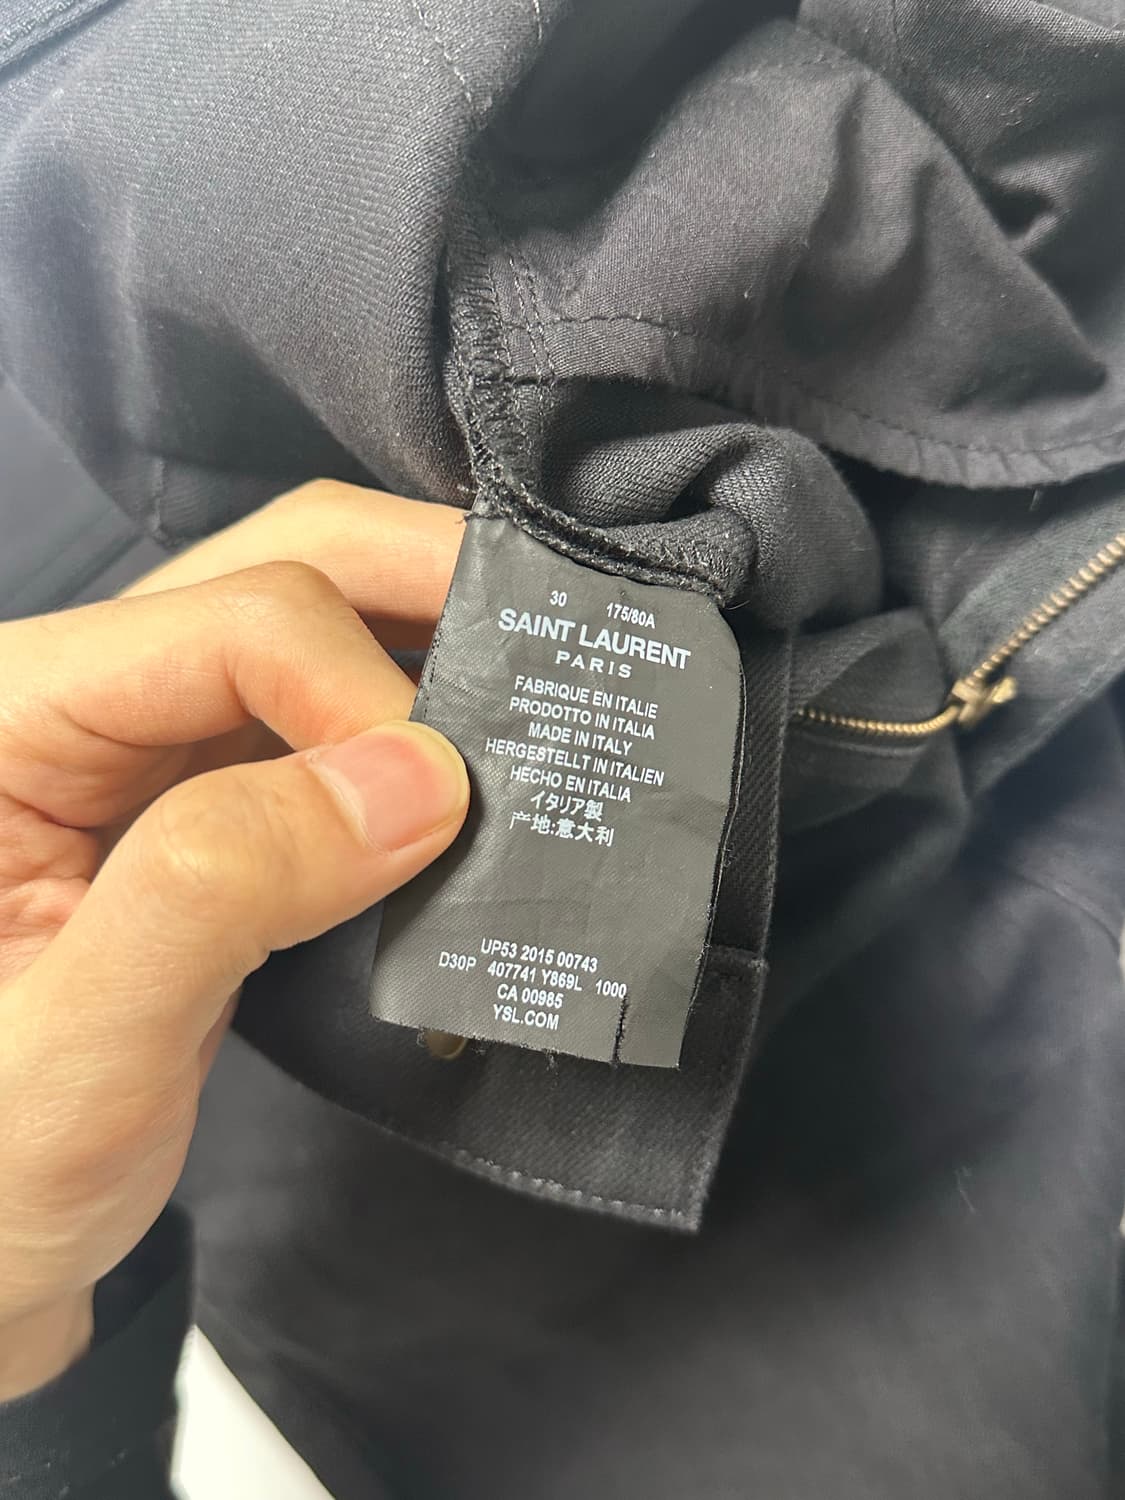 30 175/80A
SAINT LAURENT
PARIS
FABRIQUE EN ITALIE
PRODOTTO IN ITALIA
MADE IN ITALY
HERGESTELLT IN ITALIEN
HECHO EN ITALIA
イタリア製
产地:意大利
UP53 2015 00743
D30P 407741 Y869L 1000
CA 00985
YSL.COM